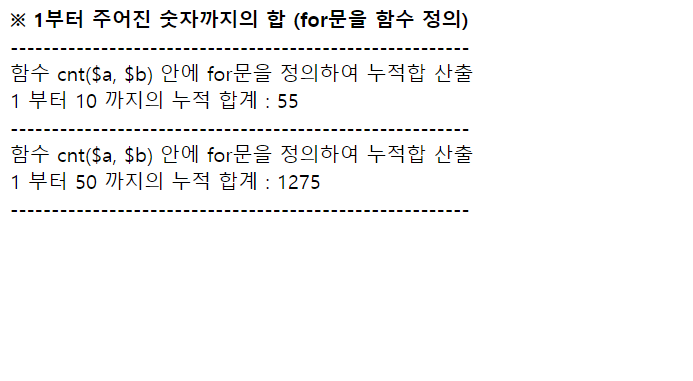 ※ 1부터 주어진 숫자까지의 합 (for문을 함수 정의)
--------------------------------------------------------
함수 cnt($a, $b) 안에 for문을 정의하여 누적합 산출
1 부터 10 까지의 누적 합계 : 55
--------------------------------------------------------
함수 cnt($a, $b) 안에 for문을 정의하여 누적합 산출
1 부터 50 까지의 누적 합계 : 1275
--------------------------------------------------------